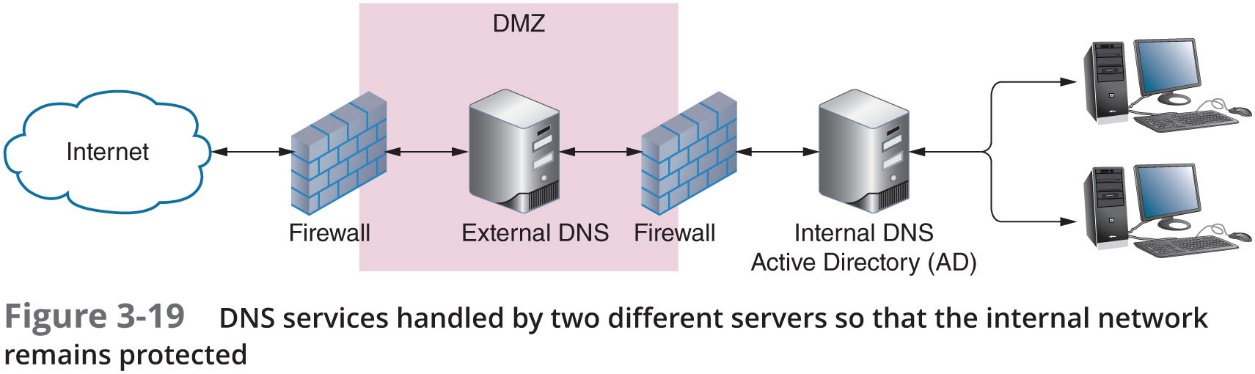 DMZ
Internet
Firewall
External DNS
Firewall
Internal DNS
Active Directory (AD)
Figure 3-19 DNS services handled by two different servers so that the internal network
remains protected